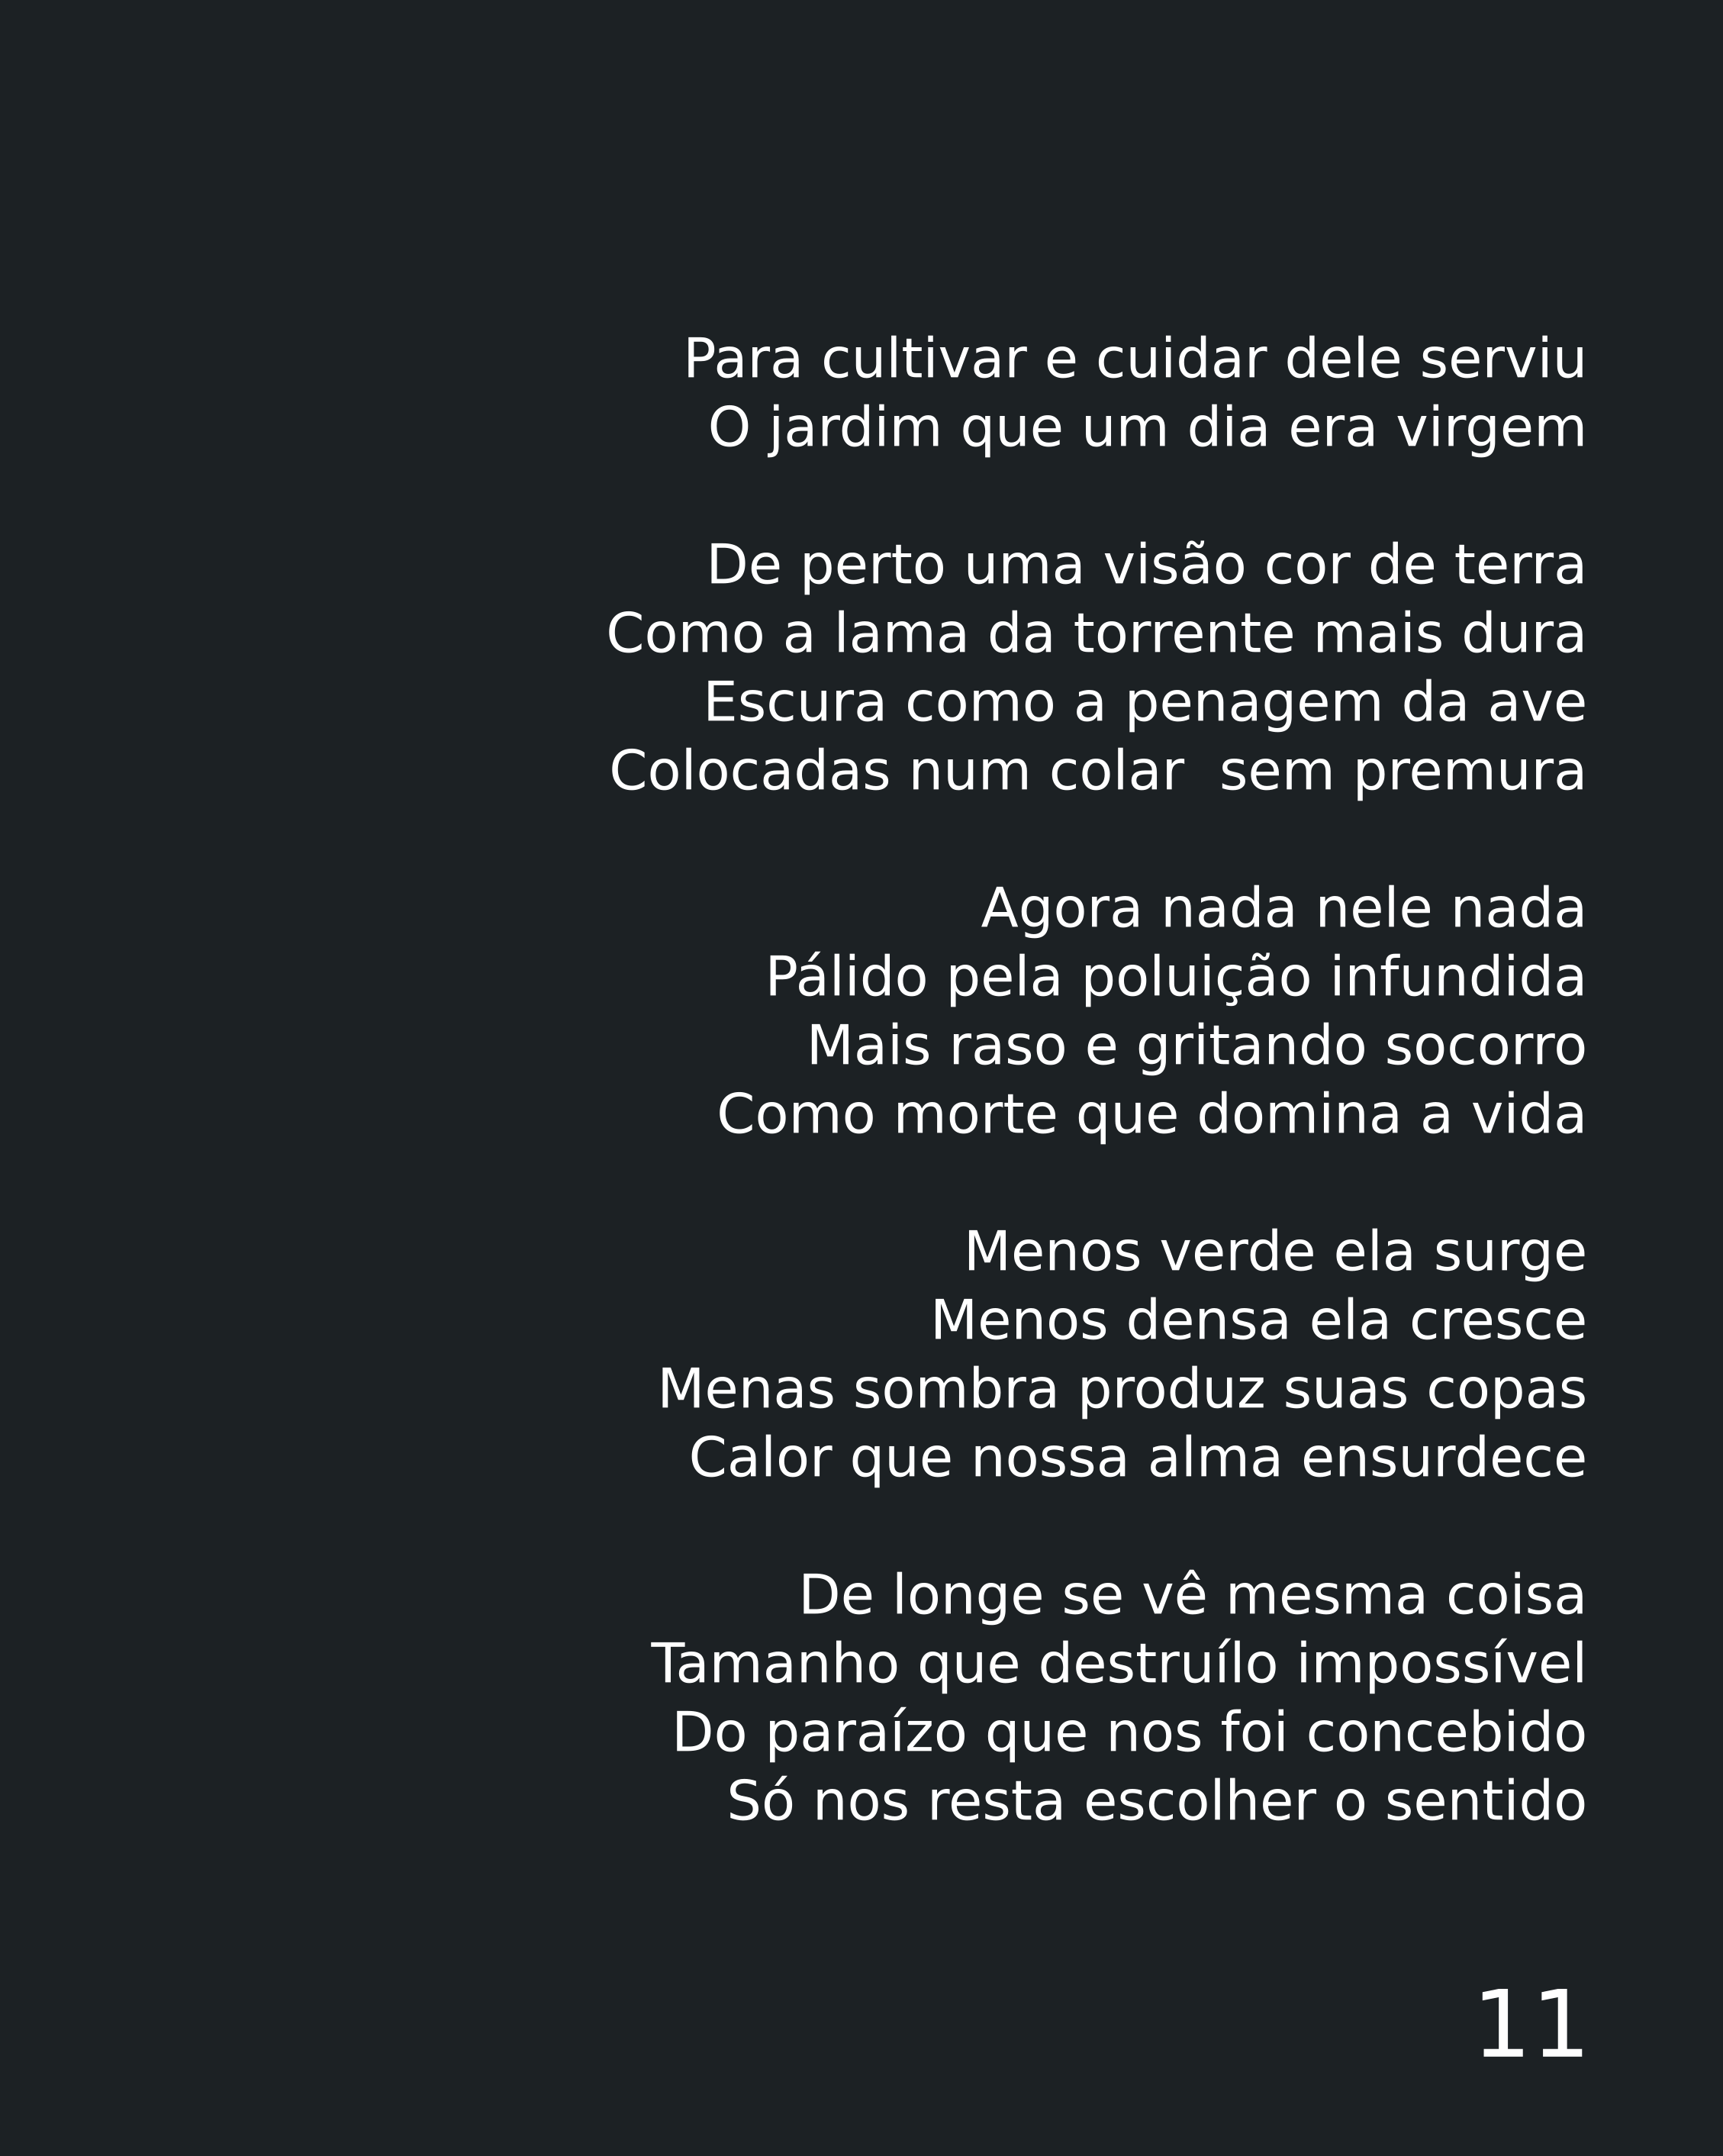 Para cultivar e cuidar dele serviu
O jardim que um dia era virgem

De perto uma visão cor de terra
Como a lama da torrente mais dura
Escura como a penagem da ave
Colocadas num colar  sem premura

Agora nada nele nada
Pálido pela poluição infundida
Mais raso e gritando socorro
Como morte que domina a vida

Menos verde ela surge
Menos densa ela cresce
Menas sombra produz suas copas
Calor que nossa alma ensurdece

De longe se vê mesma coisa
Tamanho que destruílo impossível
Do paraízo que nos foi concebido
Só nos resta escolher o sentido

11